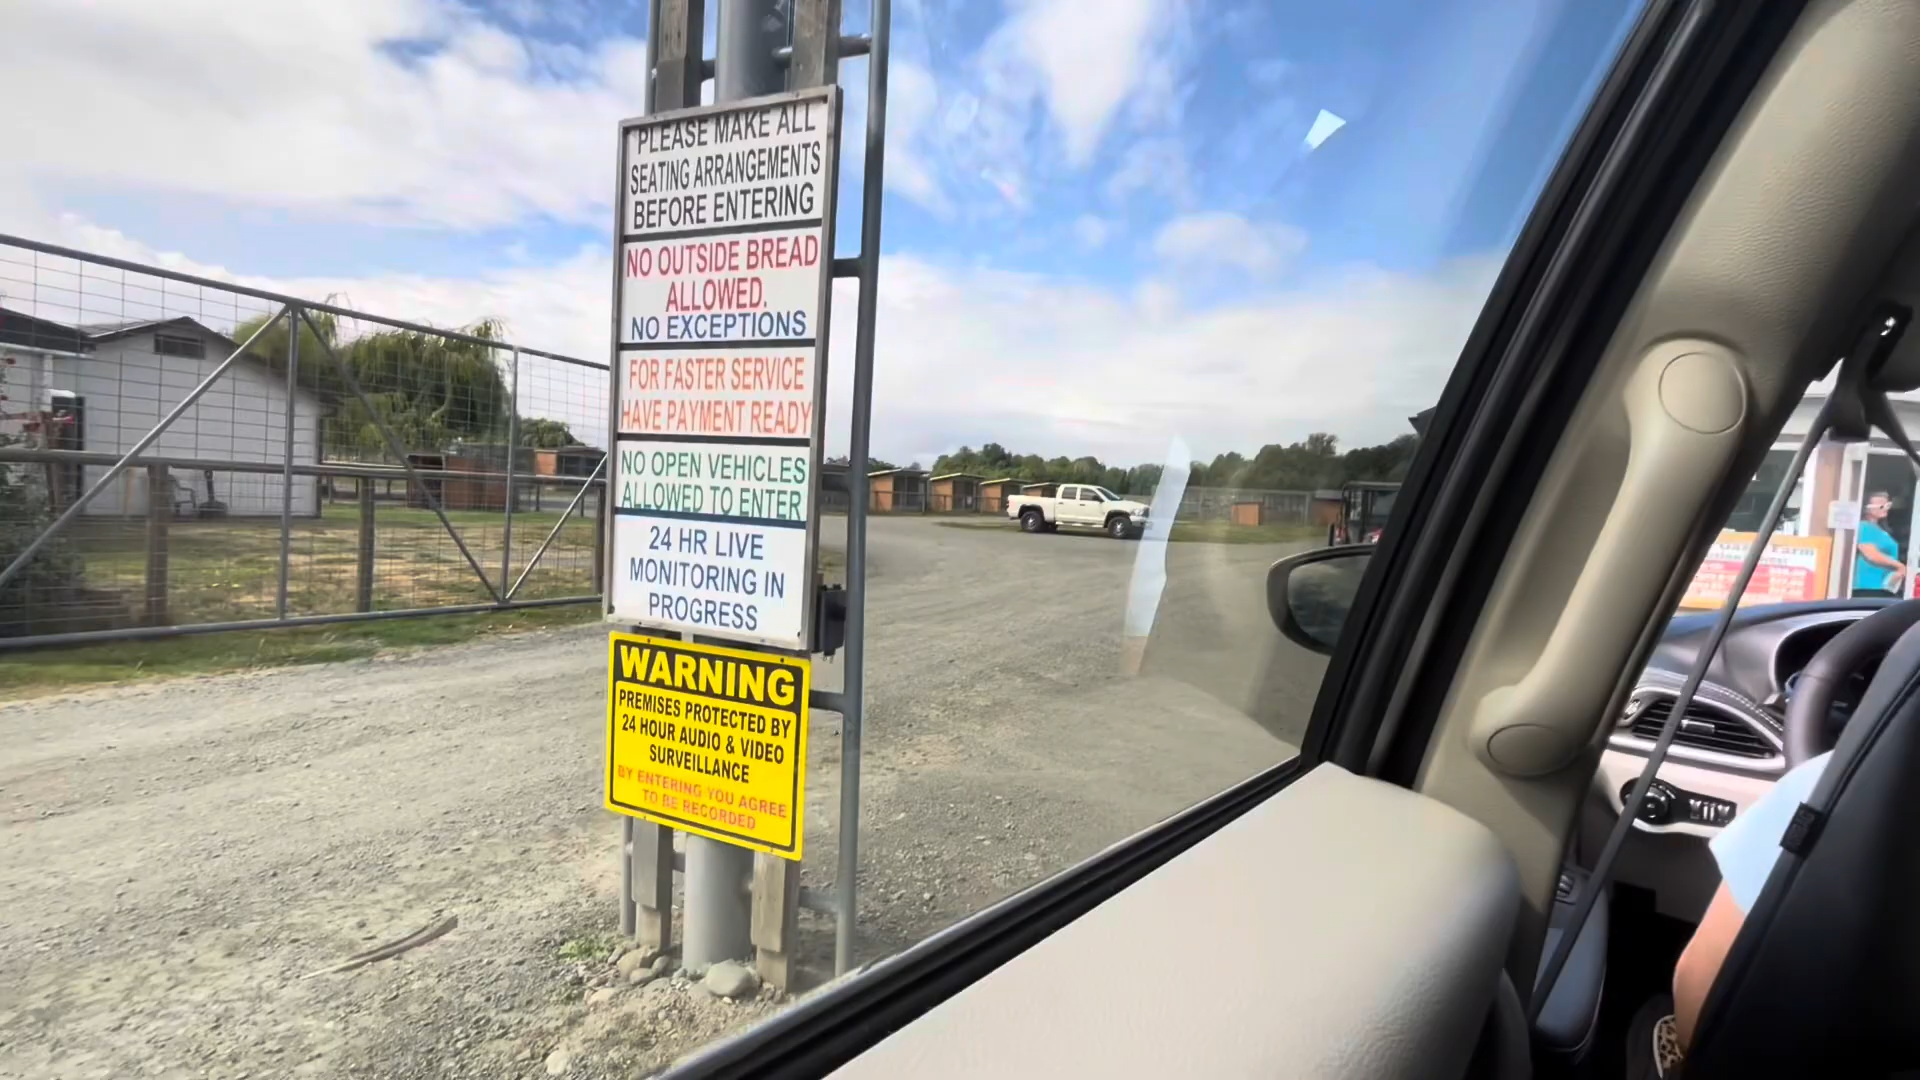 PLEASE MAKE ALL
SEATING ARRANGEMENTS
BEFORE ENTERING
NO OUTSIDE BREAD
ALLOWED.
NO EXCEPTIONS
FOR FASTER SERVICE
HAVE PAYMENT READY
NO OPEN VEHICLES
ALLOWED TO ENTER
24 HR LIVE
MONITORING IN
PROGRESS
WARNING
PREMISES PROTECTED BY
24 HOUR AUDIO & VIDEO
SURVEILLANCE
BY ENTERING YOU AGREE
TO BE RECORDED
Farm